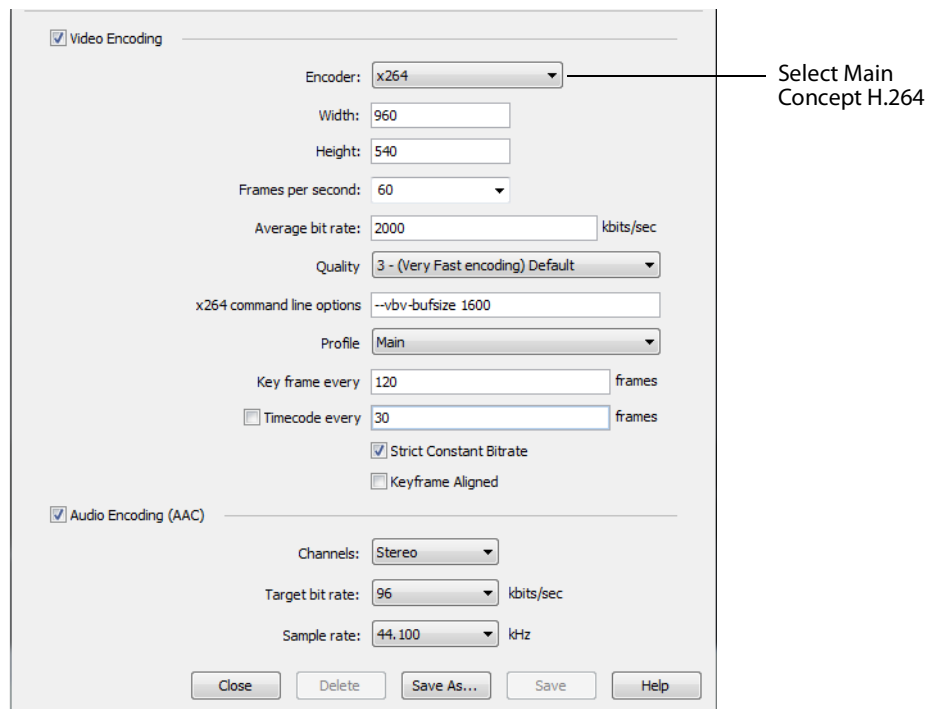 Video Encoding
Encoder: x264
Select Main
Concept H.264
Width: 960
Height: 540
Frames per second: 60
Average bit rate: 2000 kbits/sec
Quality 3 - (Very Fast encoding) Default
x264 command line options --vbv-bufsize 1600
Profile Main
Key frame every 120 frames
Timecode every 30 frames
Strict Constant Bitrate
Keyframe Aligned
Audio Encoding (AAC)
Channels: Stereo
Target bit rate: 96 kbits/sec
Sample rate: 44.100 kHz
Close Delete Save As... Save Help